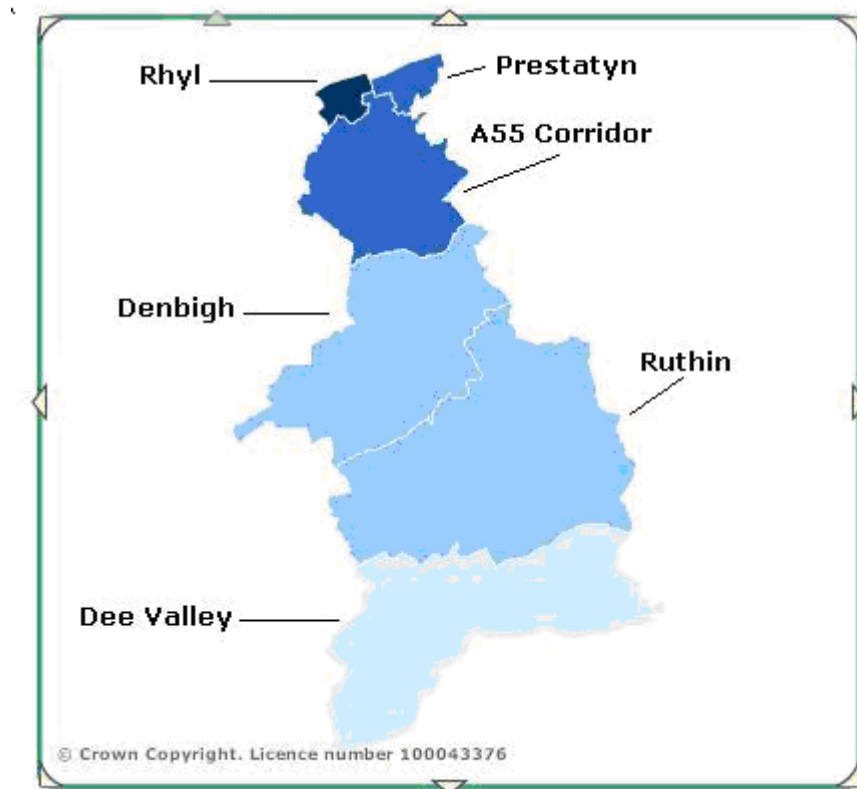 Rhyl
Prestatyn
A55 Corridor
Denbigh
Ruthin
Dee Valley
© Crown Copyright. Licence number 100043376